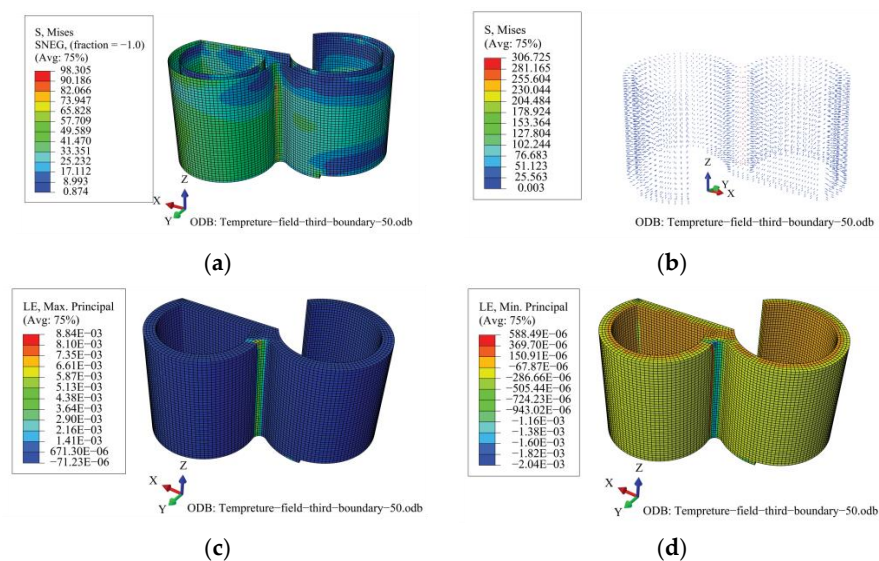 S, Mises
SNEG, (fraction = −1.0)
(Avg: 75%)
98.305
90.186
82.066
73.947
65.828
57.709
49.589
41.470
33.351
25.232
17.112
8.993
0.874
Z
X
Y
ODB: Tempreture−field−third−boundary−50.odb
(a)
S, Mises
(Avg: 75%)
306.725
281.165
255.604
230.044
204.484
178.924
153.364
127.804
102.244
76.683
51.123
25.563
0.003
Z
Y
X
ODB: Tempreture−field−third−boundary−50.odb
(b)
LE, Max. Principal
(Avg: 75%)
8.84E−03
8.10E−03
7.35E−03
6.61E−03
5.87E−03
5.13E−03
4.38E−03
3.64E−03
2.90E−03
2.16E−03
1.41E−03
671.30E−06
−71.23E−06
Z
X
Y
ODB: Tempreture−field−third−boundary−50.odb
(c)
LE, Min. Principal
(Avg: 75%)
588.49E−06
369.70E−06
150.91E−06
−67.87E−06
−286.66E−06
−505.44E−06
−724.23E−06
−943.02E−06
−1.16E−03
−1.38E−03
−1.60E−03
−1.82E−03
−2.04E−03
Z
X
Y
ODB: Tempreture−field−third−boundary−50.odb
(d)